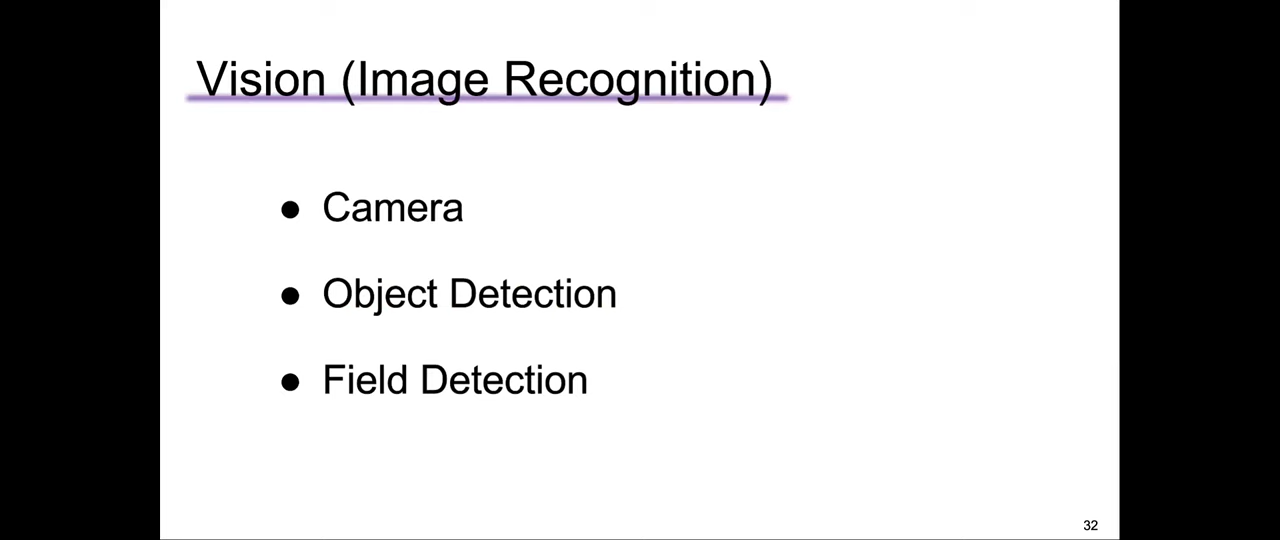 Vision (Image Recognition)
● Camera
● Object Detection
● Field Detection
32